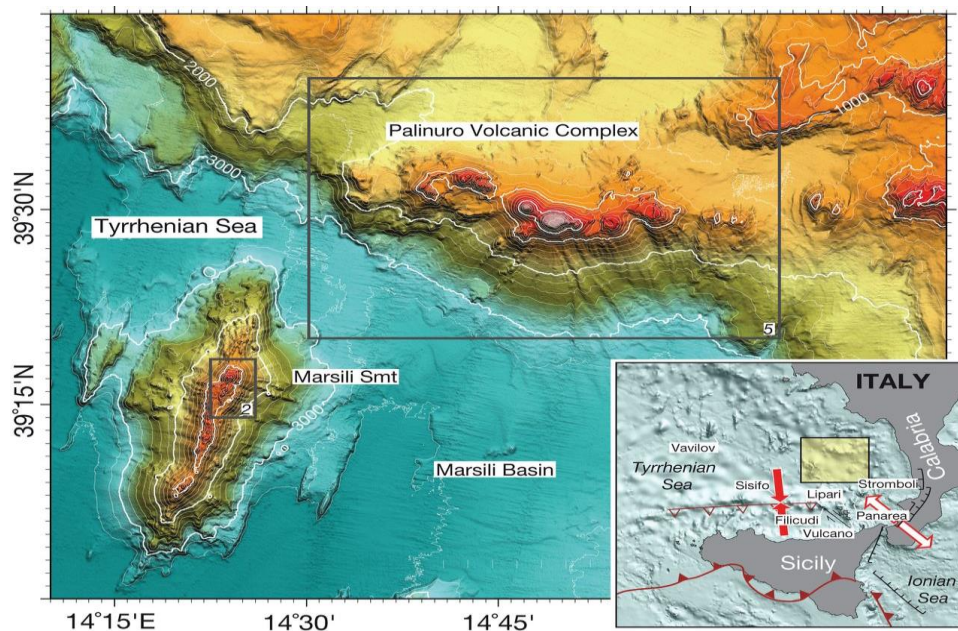 2000
3000
1000
Palinuro Volcanic Complex
39°30'N
Tyrrhenian Sea
5
Marsili Smt
2
39°15'N
3000
Marsili Basin
ITALY
Calabria
Vavilov
Tyrrhenian
Sea
Sisifo
Lipari
Stromboli
Filicudi
Panarea
Vulcano
Sicily
Ionian
Sea
14°15'E
14°30'
14°45'